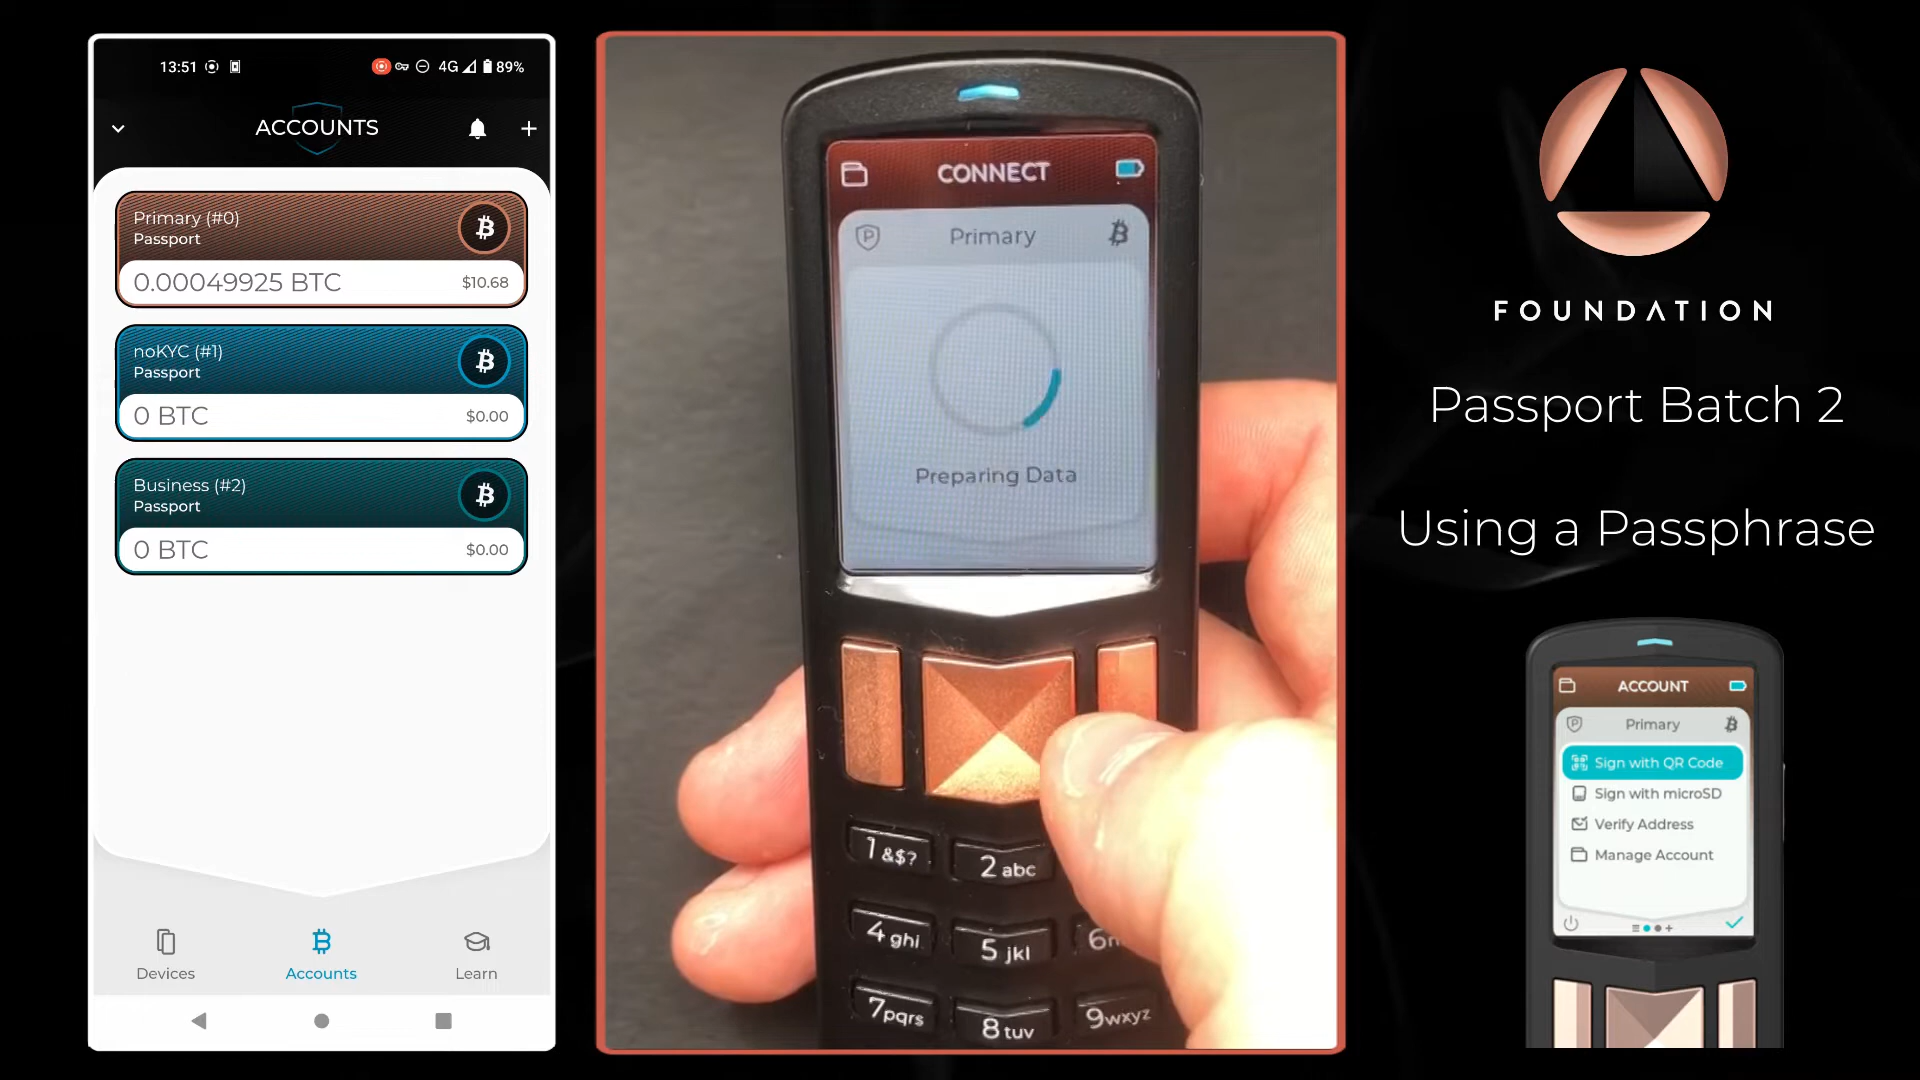 13:51
4G 89%
ACCOUNTS
Primary (#0)
Passport
0.00049925 BTC
$10.68
noKYC (#1)
Passport
0 BTC
$0.00
Business (#2)
Passport
0 BTC
$0.00
Devices
Accounts
Learn
CONNECT
Primary
Preparing Data
1 &$?
2 abc
4 ghi
5 jkl
7 pqrs
8 tuv
9 wxyz
FOUNDATION
Passport Batch 2
Using a Passphrase
ACCOUNT
Primary
Sign with QR Code
Sign with microSD
Verify Address
Manage Account